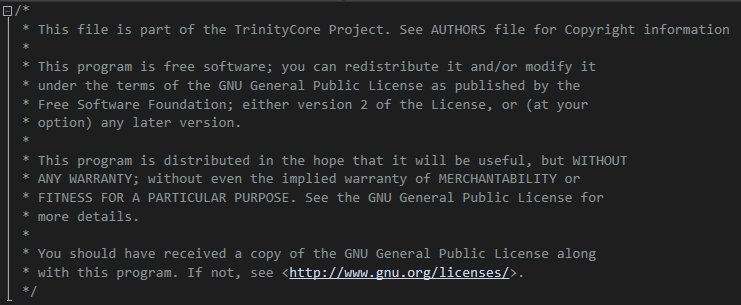 /*
* This file is part of the TrinityCore Project. See AUTHORS file for Copyright information
*
* This program is free software; you can redistribute it and/or modify it
* under the terms of the GNU General Public License as published by the
* Free Software Foundation; either version 2 of the License, or (at your
* option) any later version.
*
* This program is distributed in the hope that it will be useful, but WITHOUT
* ANY WARRANTY; without even the implied warranty of MERCHANTABILITY or
* FITNESS FOR A PARTICULAR PURPOSE. See the GNU General Public License for
* more details.
*
* You should have received a copy of the GNU General Public License along
* with this program. If not, see <http://www.gnu.org/licenses/>.
*/